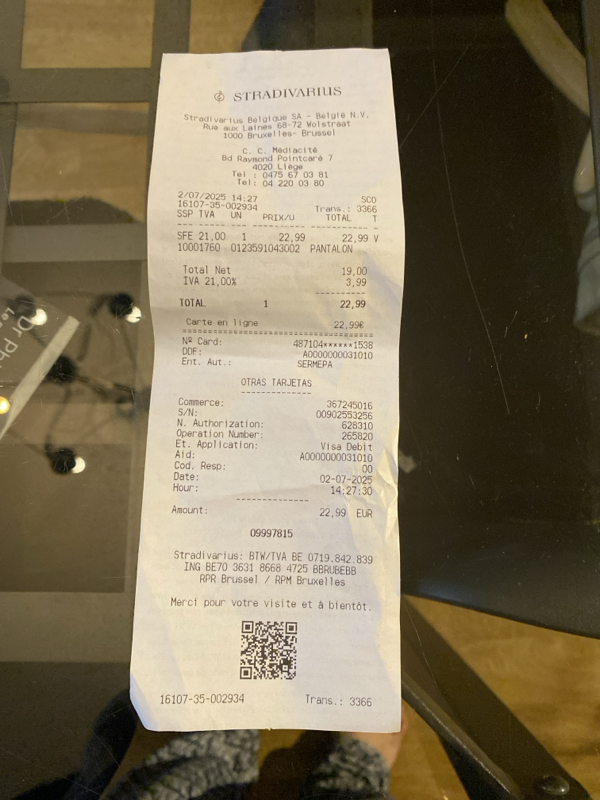 STRADIVARIUS
Stradivarius Belgique SA - België N.V.
Rue aux Laines 68-72 Wolstraat
1000 Bruxelles- Brussel
C. C. Médiacité
Bd Raymond Pointcaré 7
4020 Liège
Tel : 0475 67 03 81
Tel: 04 220 03 80
2/07/2025 14:27 SCO
16107-35-002934 Trans.: 3366
SSP TVA UN PRIX/U TOTAL T
SFE 21,00 1 22,99 22,99 V
10001760 0123591043002 PANTALON
Total Net 19,00
IVA 21,00% 3,99
TOTAL 1 22,99
Carte en ligne 22,99€
Nº Card: 487104******1538
DDF: A0000000031010
Ent. Aut.: SERMEPA
OTRAS TARJETAS
Commerce: 367245016
S/N: 00902553256
N. Authorization: 628310
Operation Number: 265820
Et. Application: Visa Debit
Aid: A0000000031010
Cod. Resp: 00
Date: 02-07-2025
Hour: 14:27:30
Amount: 22,99 EUR
09997815
Stradivarius: BTW/TVA BE 0719.842.839
ING BE70 3631 8668 4725 BBRUBEBB
RPR Brussel / RPM Bruxelles
Merci pour votre visite et à bientôt.
16107-35-002934 Trans.: 3366